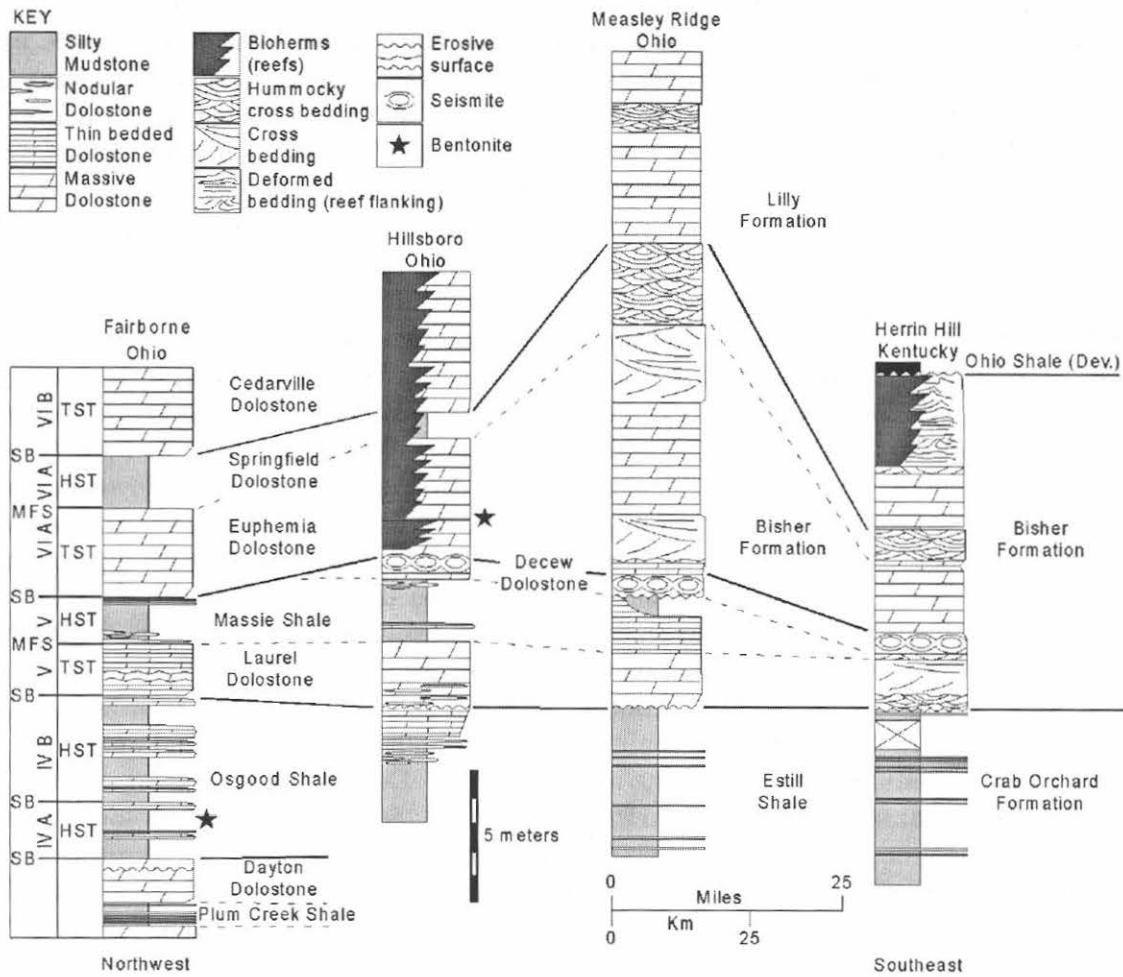 KEY
Silty
Mudstone
Nodular
Dolostone
Thin bedded
Dolostone
Massive
Dolostone
Bioherms
(reefs)
Hummocky
cross bedding
Cross
bedding
Deformed
bedding (reef flanking)
Erosive
surface
Seismite
Bentonite
Measley Ridge
Ohio
Lilly
Formation
Hillsboro
Ohio
Fairborne
Ohio
Herrin Hill
Kentucky
Ohio Shale (Dev.)
Cedarville
Dolostone
Springfield
Dolostone
Euphemia
Dolostone
Decew
Dolostone
Bisher
Formation
Bisher
Formation
Massie Shale
Laurel
Dolostone
Osgood Shale
Dayton
Dolostone
Plum Creek Shale
Estill
Shale
Crab Orchard
Formation
VI B
TST
SB
VI A
HST
MFS
VI A
TST
SB
V
HST
MFS
V
TST
SB
IV B
HST
SB
IV A
HST
SB
5 meters
0 25
Miles
Km
0 25
Northwest
Southeast